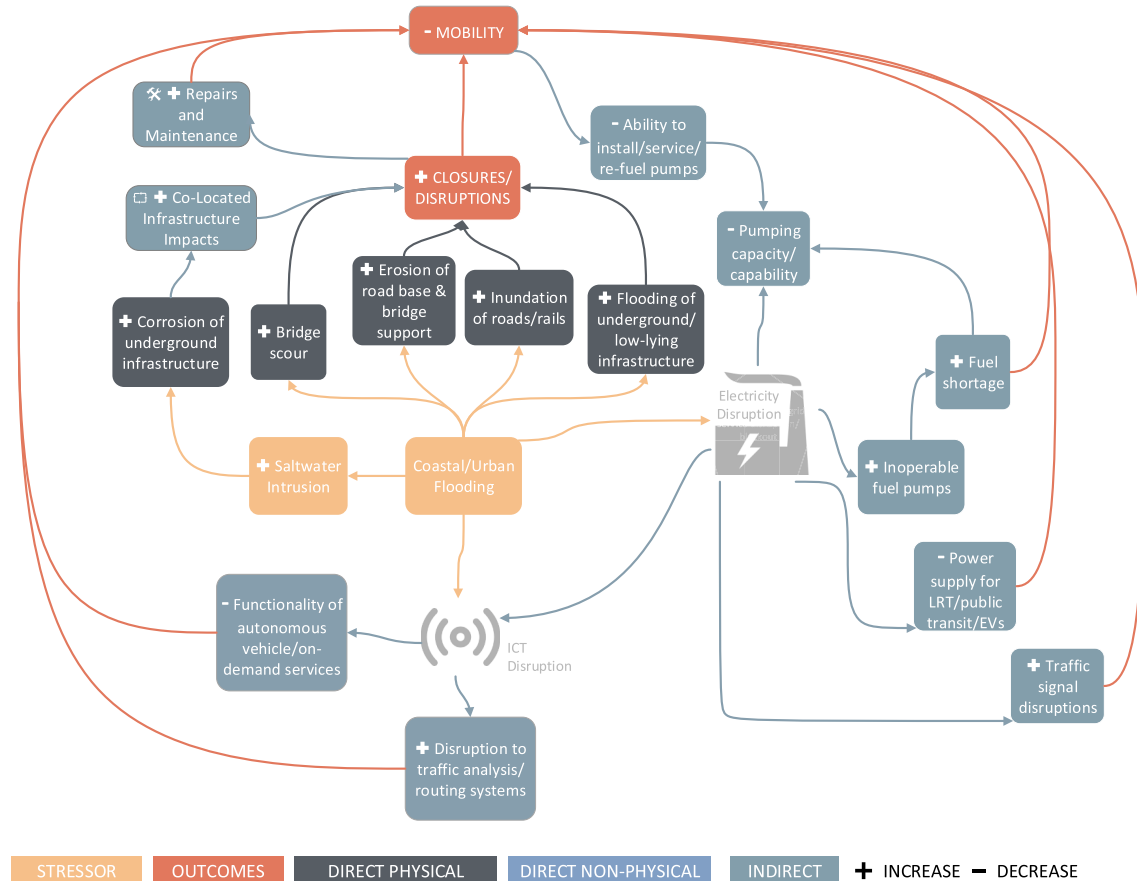 - MOBILITY
+ Repairs
and
Maintenance
- Ability to
install/service/
re-fuel pumps
+ CLOSURES/
DISRUPTIONS
+ Co-Located
Infrastructure
Impacts
- Pumping
capacity/
capability
+ Erosion of
road base &
bridge
support
+ Inundation
of roads/rails
+ Flooding of
underground/
low-lying
infrastructure
+ Corrosion of
underground
infrastructure
+ Bridge
scour
+ Fuel
shortage
Electricity
Disruption
+ Saltwater
Intrusion
Coastal/Urban
Flooding
+ Inoperable
fuel pumps
- Power
supply for
LRT/public
transit/EVs
- Functionality of
autonomous
vehicle/on-
demand services
ICT
Disruption
+ Traffic
signal
disruptions
+ Disruption to
traffic analysis/
routing systems
STRESSOR
OUTCOMES
DIRECT PHYSICAL
DIRECT NON-PHYSICAL
INDIRECT
+ INCREASE
- DECREASE